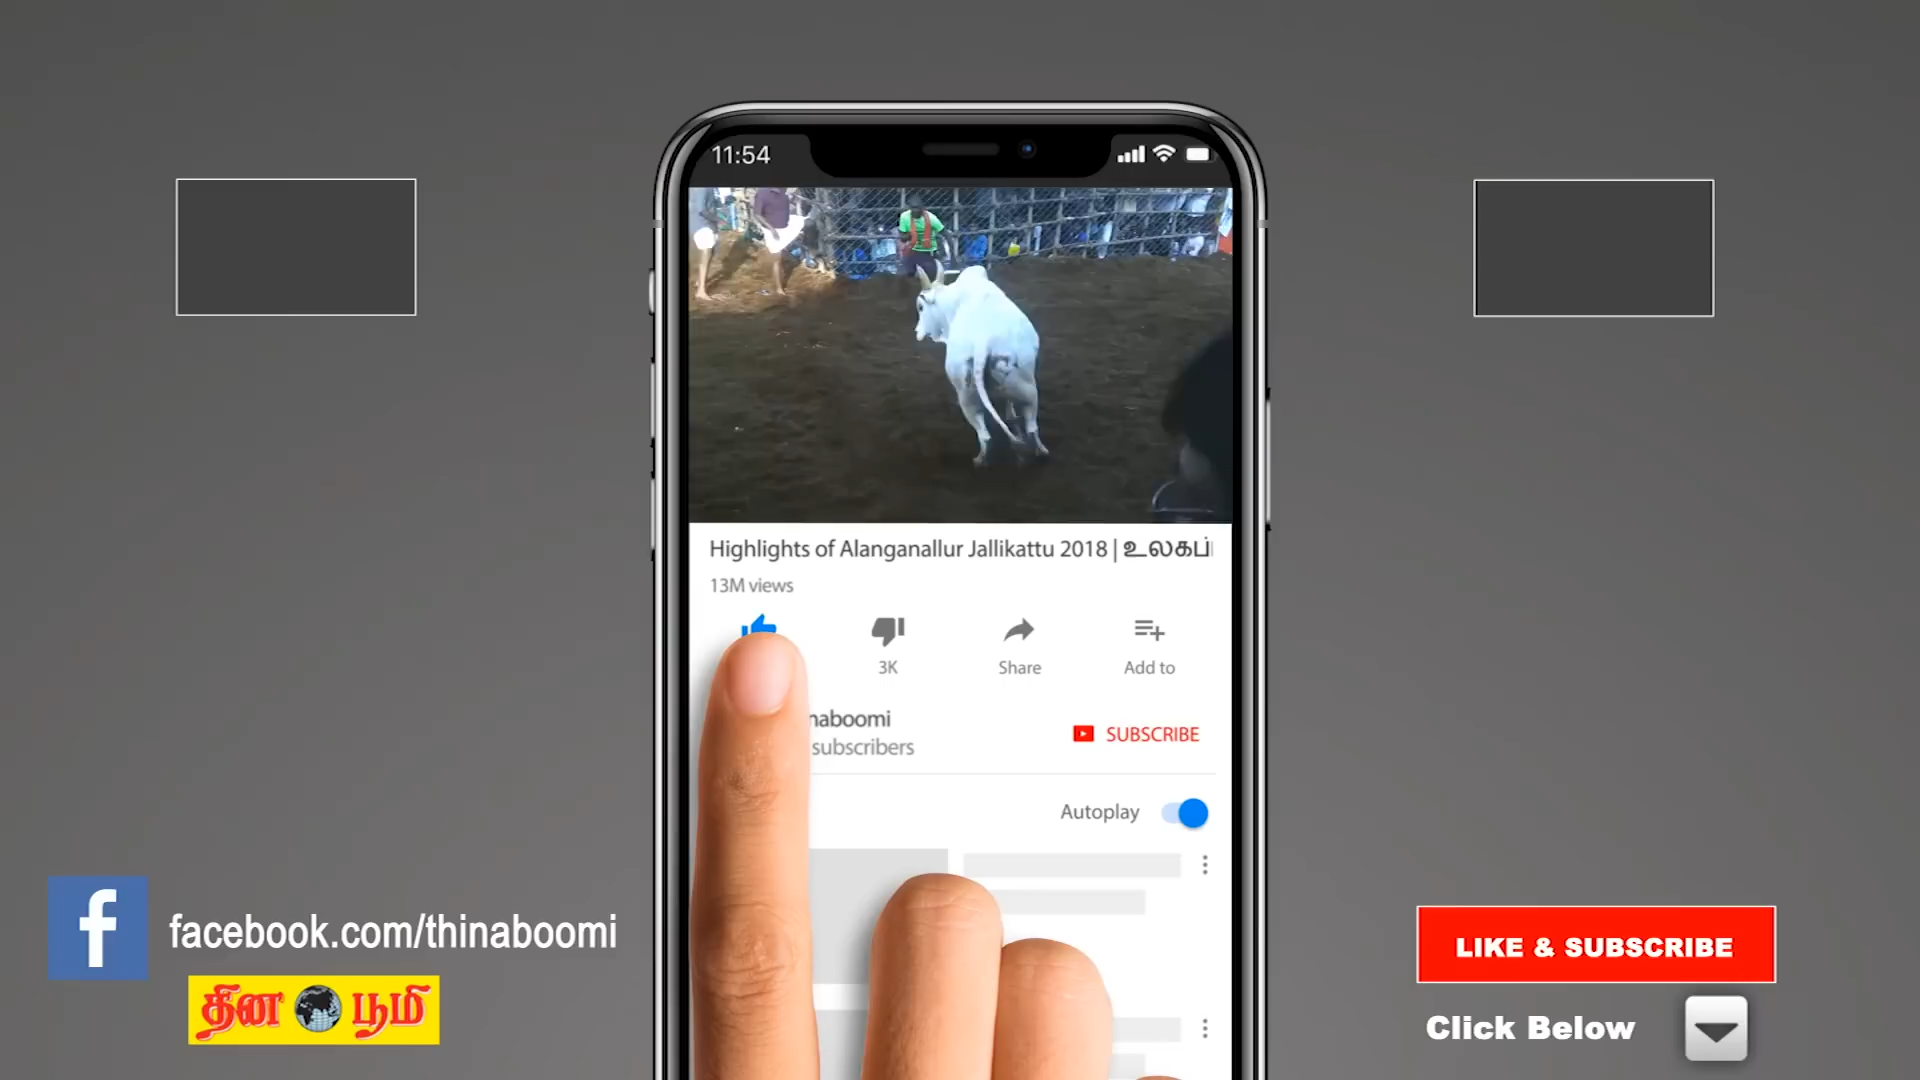 11:54
Highlights of Alanganallur Jallikattu 2018 | உலகப்
13M views
3K
Share
Add to
naboomi
subscribers
SUBSCRIBE
Autoplay
f
facebook.com/thinaboomi
தின பூமி
LIKE & SUBSCRIBE
Click Below